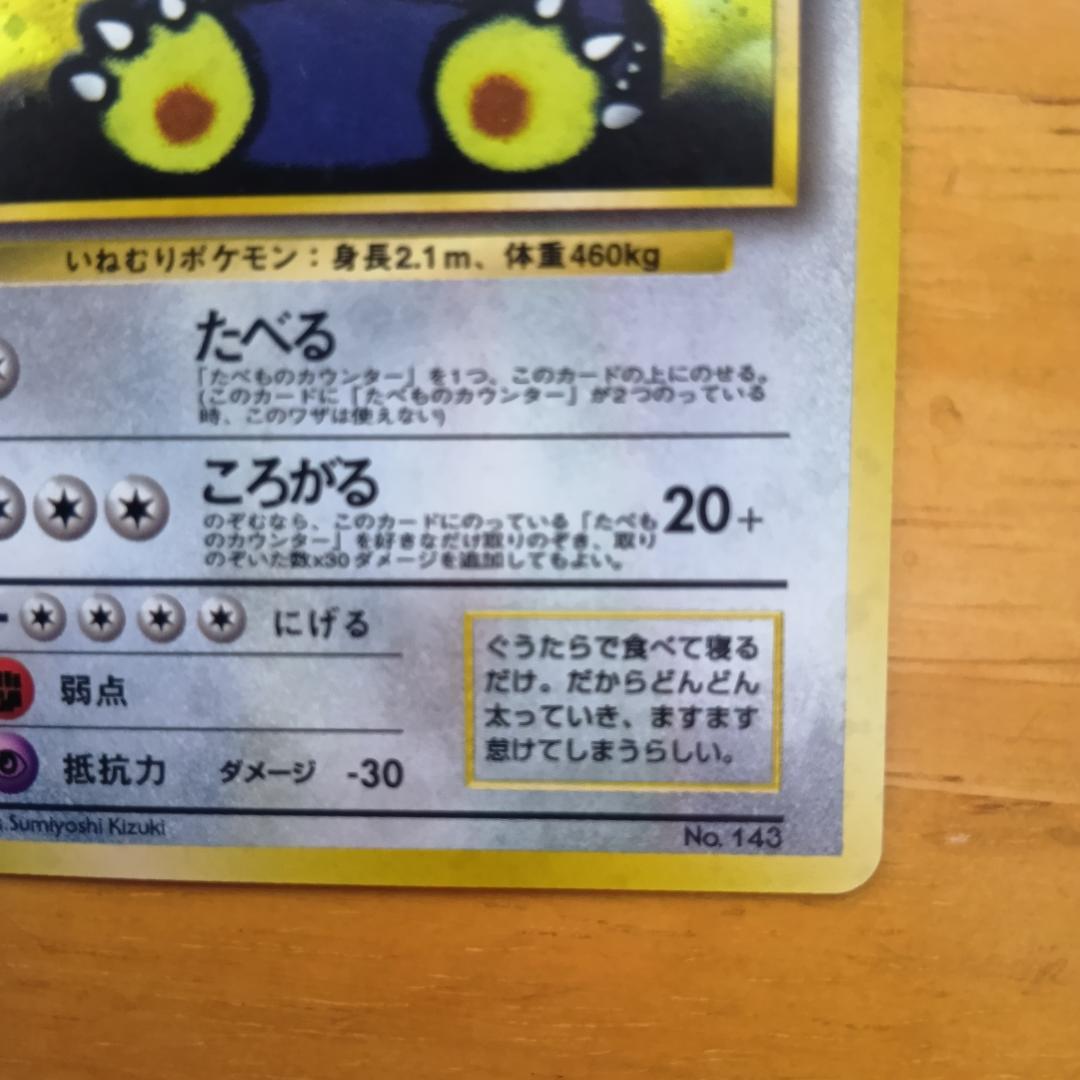 いねむりポケモン：身長2.1m、体重460kg
たべる
「たべものカウンター」を1つ、このカードの上にのせる。
(このカードに「たべものカウンター」が2つのっている
時、このワザは使えない)
ころがる
20+
のぞむなら、このカードにのっている「たべも
のカウンター」を好きなだけ取りのぞき、取り
のぞいた数x30ダメージを追加してもよい。
にげる
弱点
抵抗力 ダメージ -30
ぐうたらで食べて寝る
だけ。だからどんどん
太っていき、ますます
怠けてしまうらしい。
.Sumiyoshi Kizuki
No. 143